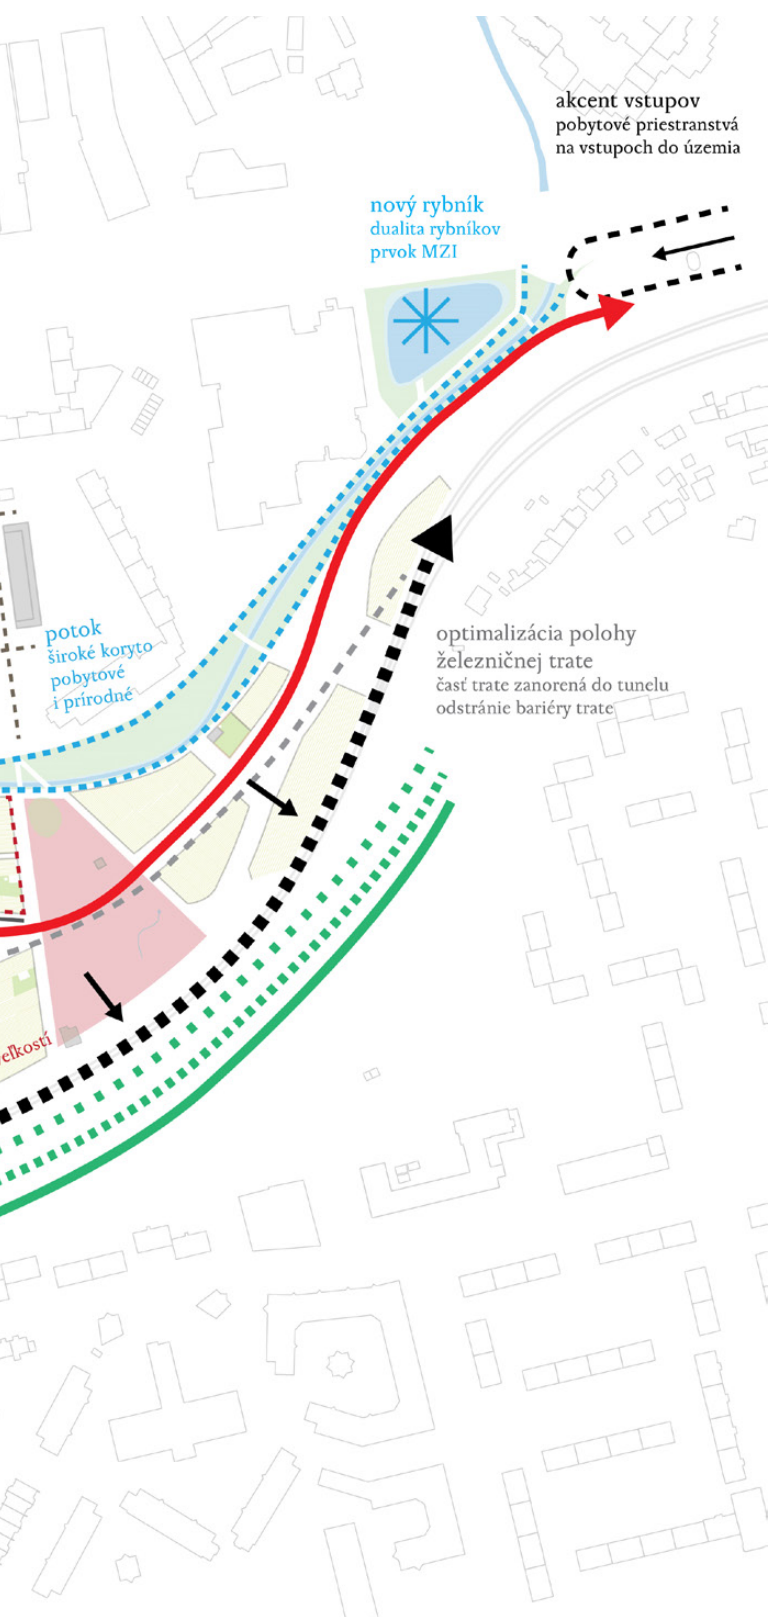 akcent vstupov
pobytové priestranstvá
na vstupoch do územia
nový rybník
dualita rybníkov
prvok MZI
potok
široké koryto
pobytové
i prírodné
optimalizácia polohy
železničnej trate
časť trate zanorená do tunelu
odstránie bariéry trate